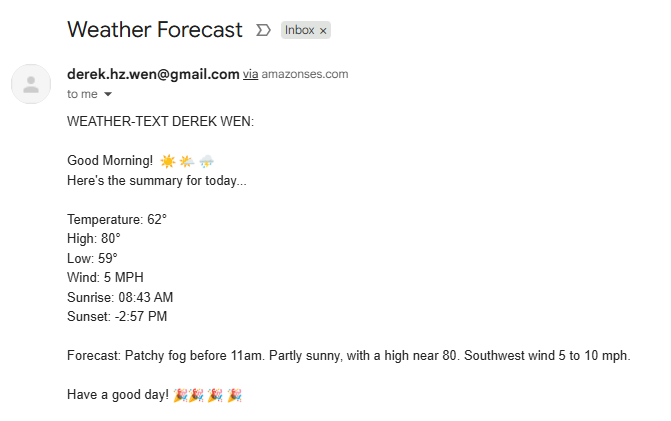 Weather Forecast Inbox ×
derek.hz.wen@gmail.com via amazonses.com
to me
WEATHER-TEXT DEREK WEN:
Good Morning! ☀️🌤️⛈️
Here's the summary for today...
Temperature: 62°
High: 80°
Low: 59°
Wind: 5 MPH
Sunrise: 08:43 AM
Sunset: -2:57 PM
Forecast: Patchy fog before 11am. Partly sunny, with a high near 80. Southwest wind 5 to 10 mph.
Have a good day! 🎉🎉 🎉 🎉